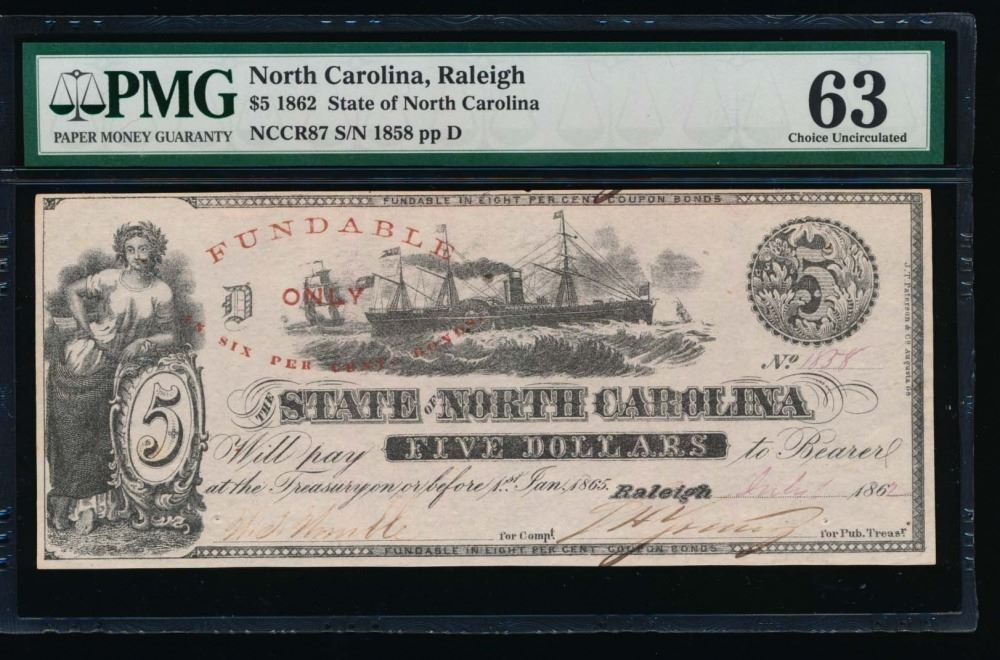 PMG
PAPER MONEY GUARANTY
North Carolina, Raleigh
$5 1862 State of North Carolina
NCCR87 S/N 1858 pp D
63
Choice Uncirculated
FUNDABLE IN EIGHT PER CENT COUPON BONDS
FUNDABLE
D
ONLY
IN SIX PER CENT BONDS
5
Nº 1858
THE STATE OF NORTH CAROLINA
5
Will pay FIVE DOLLARS to Bearer
at the Treasury on or before 1st Jan. 1865. Raleigh July 1 1862
for Compt.
for Pub. Treasr.
FUNDABLE IN EIGHT PER CENT COUPON BONDS